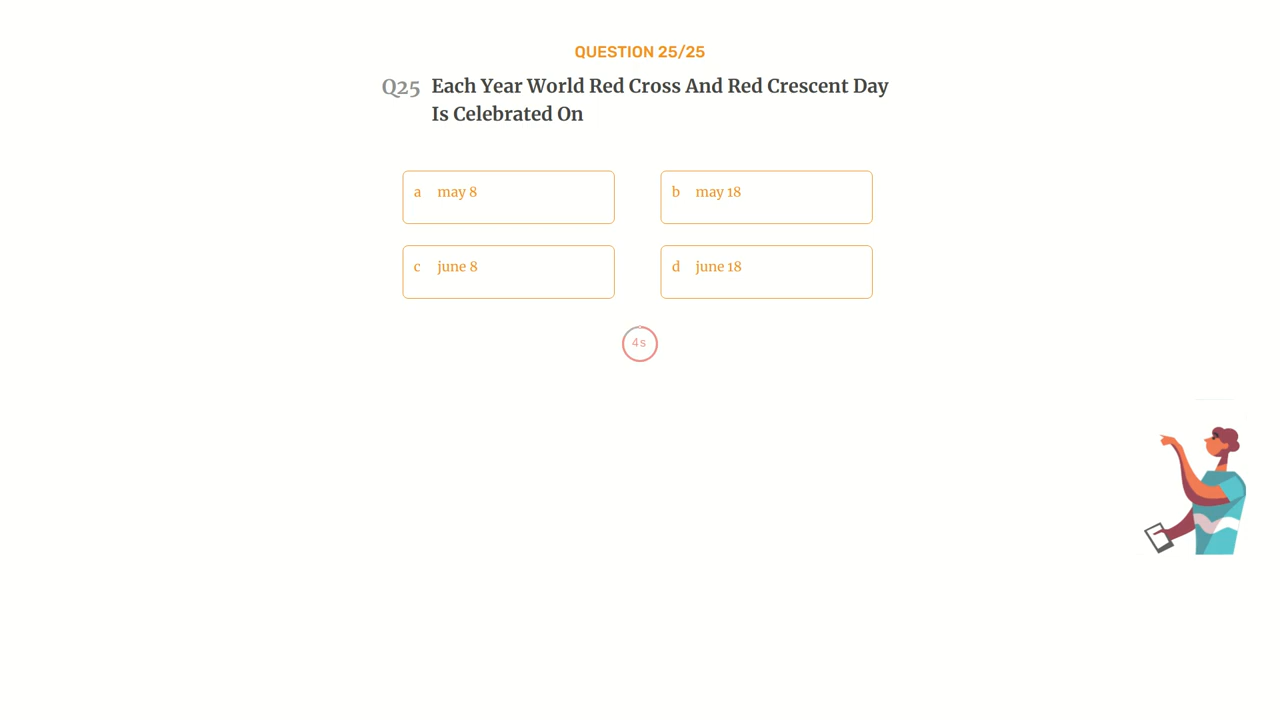 QUESTION 25/25
Q25 Each Year World Red Cross And Red Crescent Day
Is Celebrated On
a may 8
b may 18
c june 8
d june 18
4s